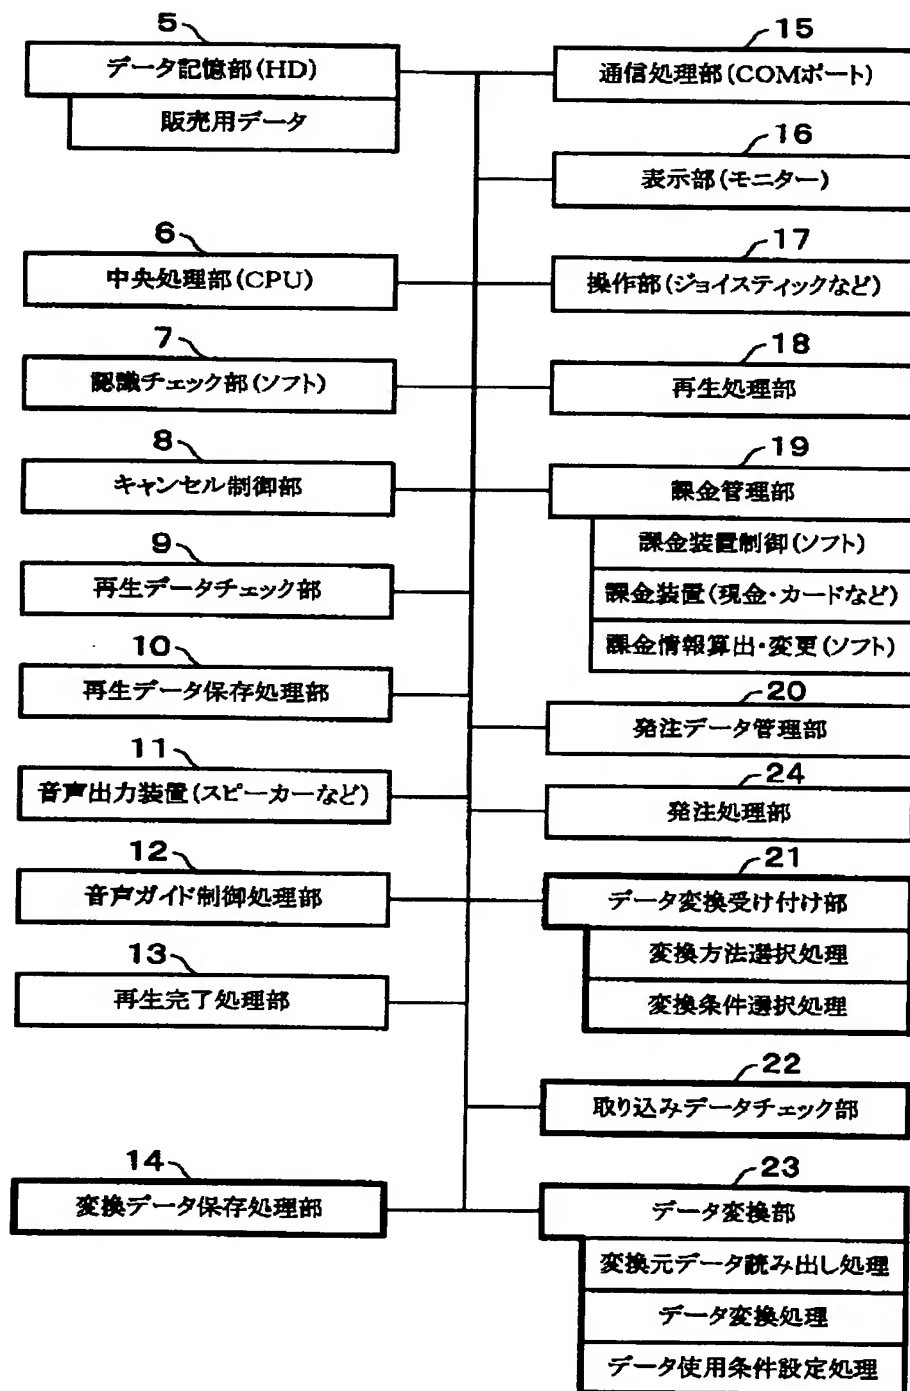 5
データ記憶部(HD)
販売用データ
6
中央処理部(CPU)
7
認識チェック部(ソフト)
8
キャンセル制御部
9
再生データチェック部
10
再生データ保存処理部
11
音声出力装置(スピーカーなど)
12
音声ガイド制御処理部
13
再生完了処理部
14
変換データ保存処理部
15
通信処理部(COMポート)
16
表示部(モニター)
17
操作部(ジョイスティックなど)
18
再生処理部
19
課金管理部
課金装置制御(ソフト)
課金装置(現金・カードなど)
課金情報算出・変更(ソフト)
20
発注データ管理部
24
発注処理部
21
データ変換受け付け部
変換方法選択処理
変換条件選択処理
22
取り込みデータチェック部
23
データ変換部
変換元データ読み出し処理
データ変換処理
データ使用条件設定処理